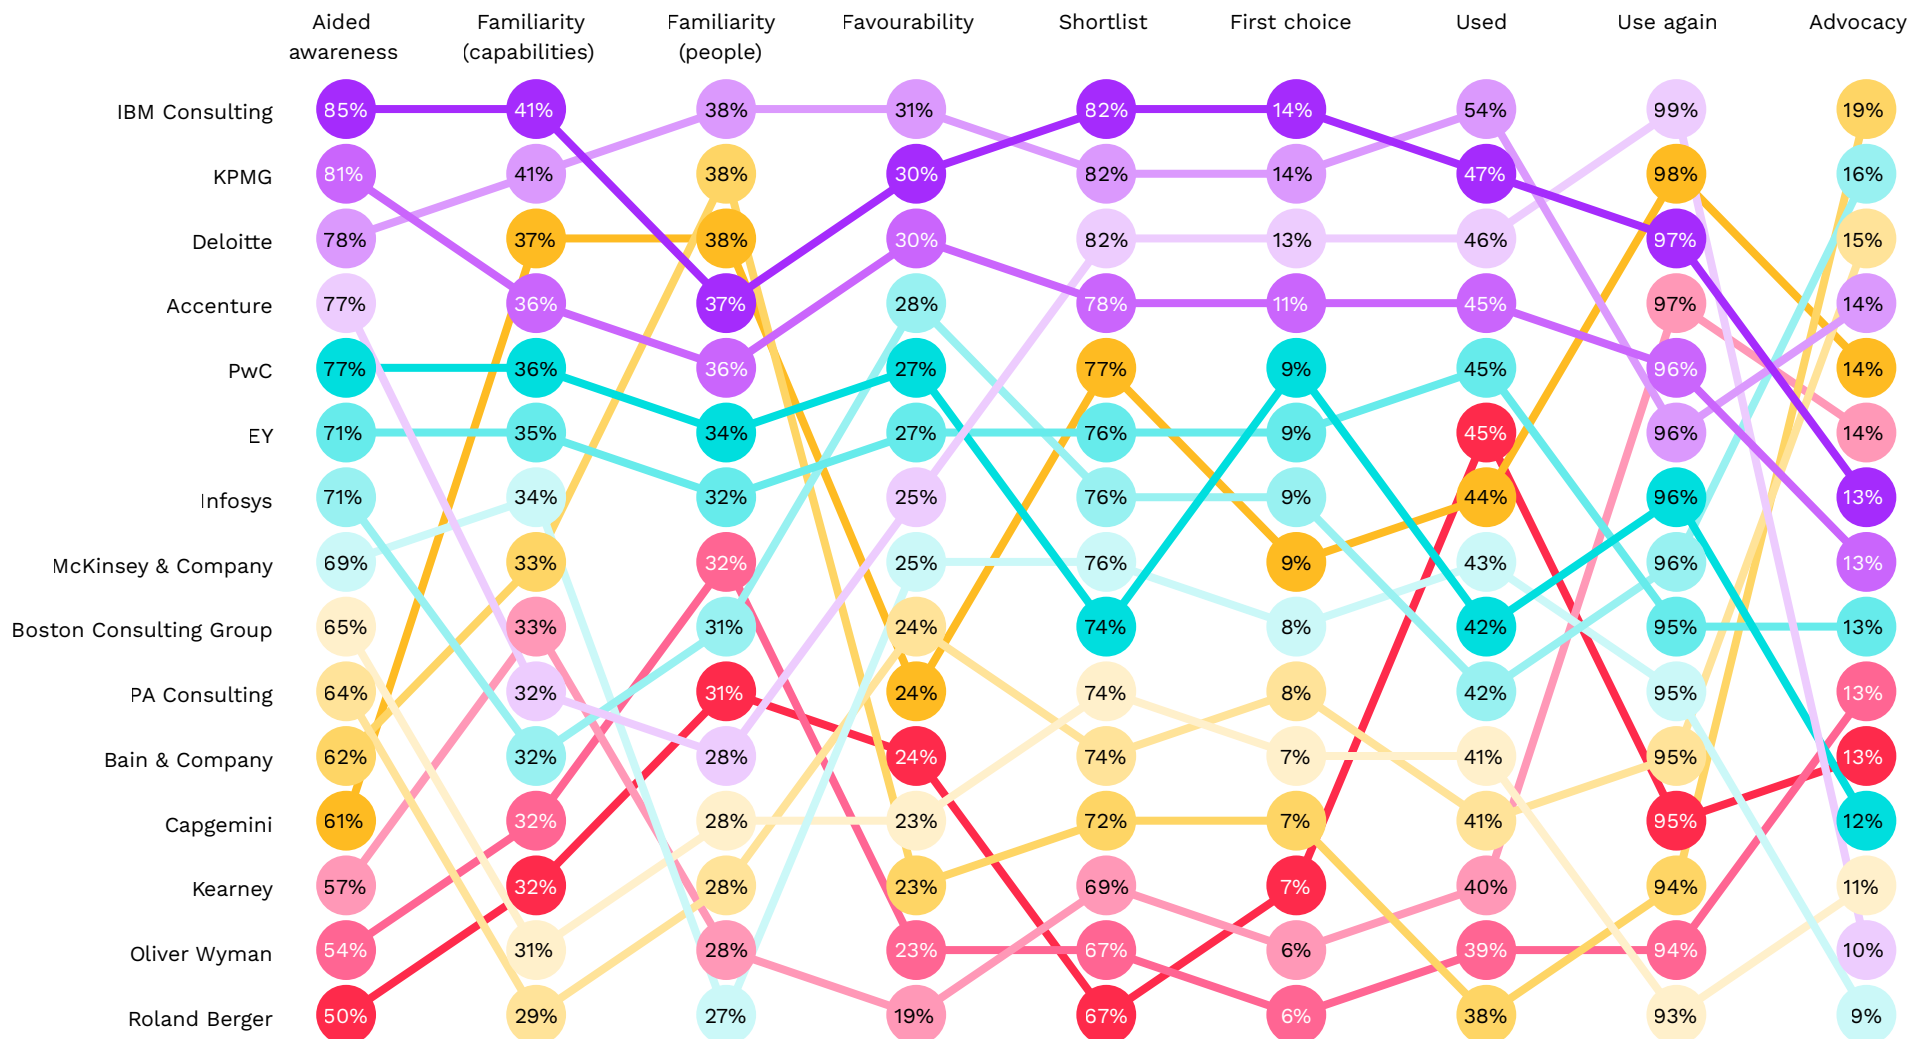 Aided awareness
Familiarity (capabilities)
Familiarity (people)
Favourability
Shortlist
First choice
Used
Use again
Advocacy
IBM Consulting 85% 41% 38% 31% 82% 14% 54% 99% 19%
KPMG 81% 41% 38% 30% 82% 14% 47% 98% 16%
Deloitte 78% 37% 38% 30% 82% 13% 46% 97% 15%
Accenture 77% 36% 37% 28% 78% 11% 45% 97% 14%
PwC 77% 36% 36% 27% 77% 9% 45% 96% 14%
EY 71% 35% 34% 27% 76% 9% 45% 96% 14%
Infosys 71% 34% 32% 25% 76% 9% 44% 96% 13%
McKinsey & Company 69% 33% 32% 25% 76% 9% 43% 96% 13%
Boston Consulting Group 65% 33% 31% 24% 74% 8% 42% 95% 13%
PA Consulting 64% 32% 31% 24% 74% 8% 42% 95% 13%
Bain & Company 62% 32% 28% 24% 74% 7% 41% 95% 13%
Capgemini 61% 32% 28% 23% 72% 7% 41% 95% 12%
Kearney 57% 32% 28% 23% 69% 7% 40% 94% 11%
Oliver Wyman 54% 31% 28% 23% 67% 6% 39% 94% 10%
Roland Berger 50% 29% 27% 19% 67% 6% 38% 93% 9%